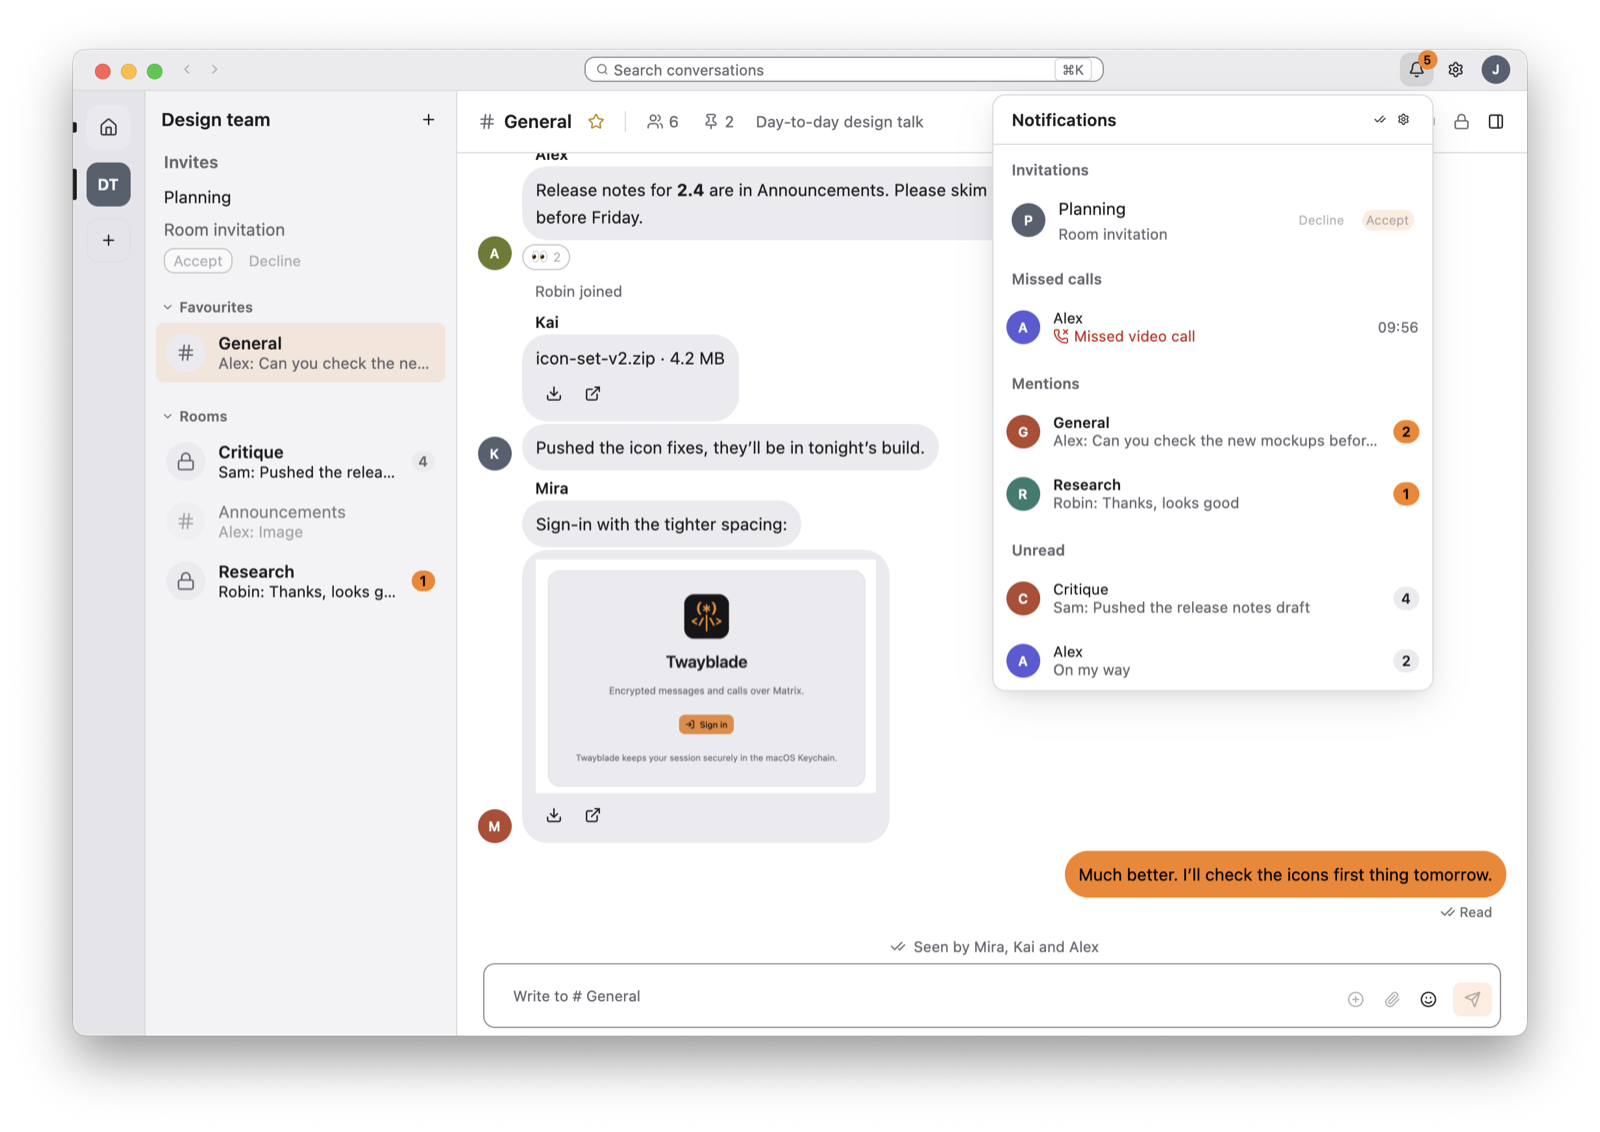 Search conversations
⌘K
5
J
DT
Design team
Invites
Planning
Room invitation
Accept Decline
Favourites
General
Alex: Can you check the ne...
Rooms
Critique
Sam: Pushed the relea...
4
Announcements
Alex: Image
Research
Robin: Thanks, looks g...
1
# General
6
2
Day-to-day design talk
Alex
Release notes for 2.4 are in Announcements. Please skim
before Friday.
A
👀 2
Robin joined
Kai
icon-set-v2.zip · 4.2 MB
K
Pushed the icon fixes, they’ll be in tonight’s build.
Mira
Sign-in with the tighter spacing:
(*)
</|\>
Twayblade
Encrypted messages and calls over Matrix.
Sign in
Twayblade keeps your session securely in the macOS Keychain.
M
Much better. I’ll check the icons first thing tomorrow.
Read
Seen by Mira, Kai and Alex
Write to # General
Notifications
Invitations
P
Planning
Room invitation
Decline Accept
Missed calls
A
Alex
Missed video call
09:56
Mentions
G
General
Alex: Can you check the new mockups befor...
2
R
Research
Robin: Thanks, looks good
1
Unread
C
Critique
Sam: Pushed the release notes draft
4
A
Alex
On my way
2